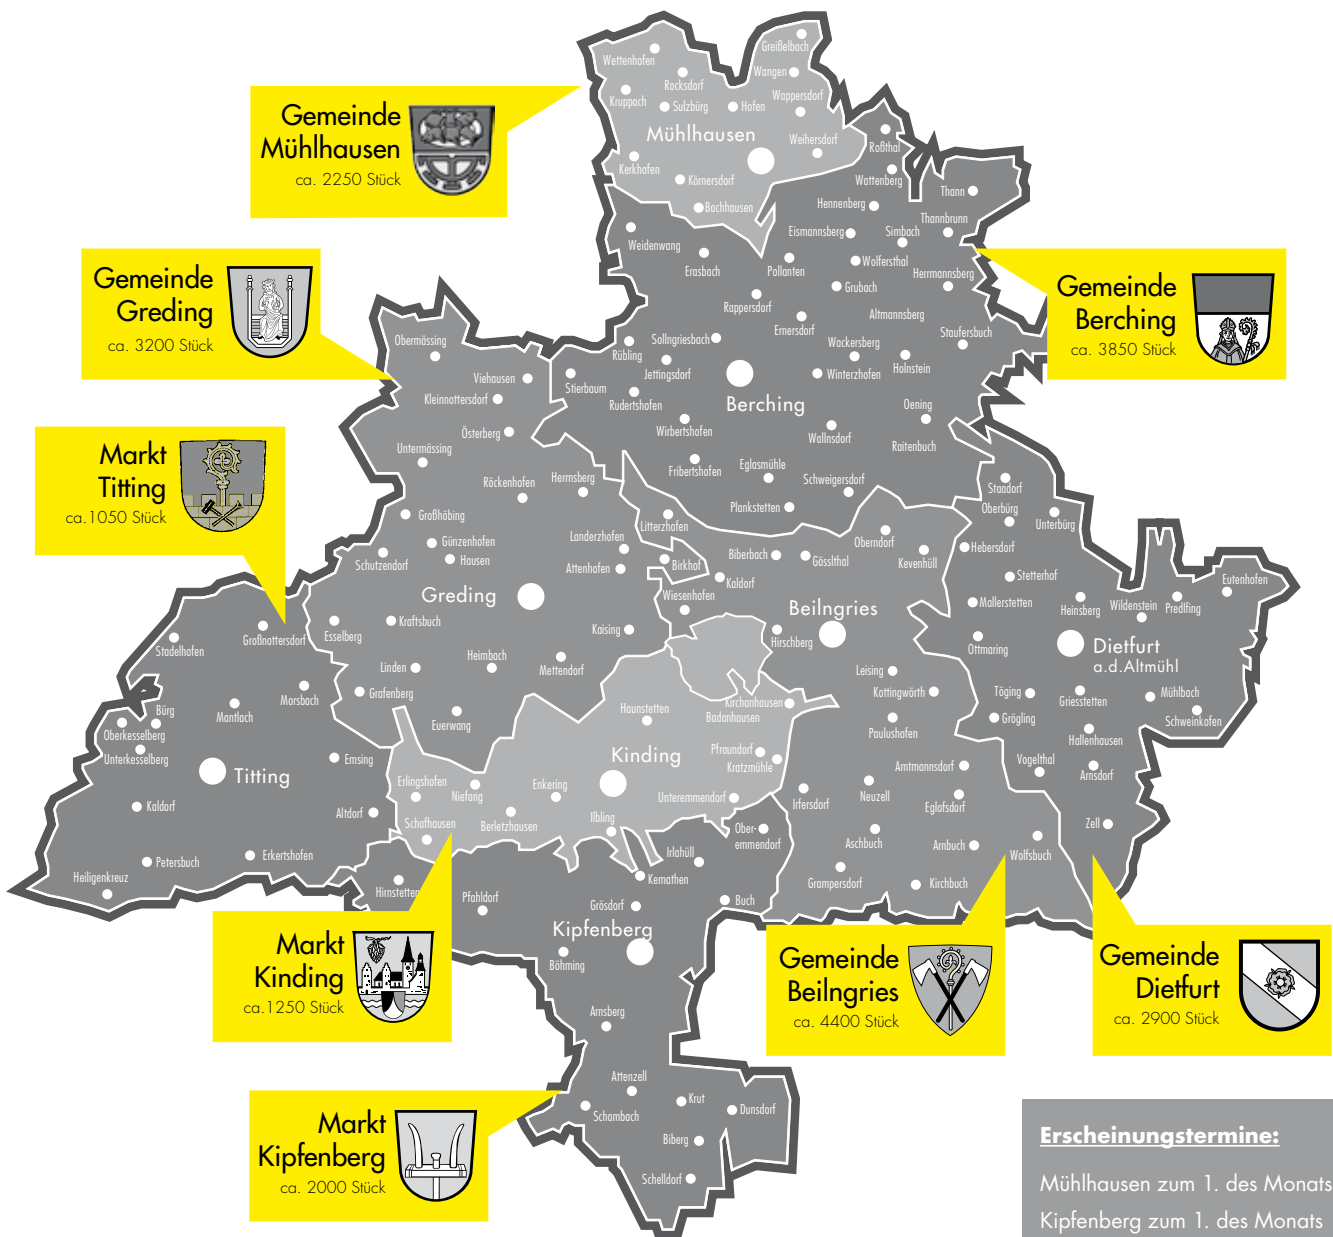 Gemeinde
Mühlhausen
ca. 2250 Stück
Gemeinde
Greding
ca. 3200 Stück
Markt
Titting
ca.1050 Stück
Gemeinde
Berching
ca. 3850 Stück
Markt
Kinding
ca.1250 Stück
Markt
Kipfenberg
ca. 2000 Stück
Gemeinde
Beilngries
ca. 4400 Stück
Gemeinde
Dietfurt
ca. 2900 Stück
Greißelbach
Wettenhofen
Wangen
Rocksdorf
Kruppach
Wappersdorf
Sulzbürg
Hofen
Mühlhausen
Weihersdorf
Kerkhofen
Körnersdorf
Bachhausen
Roßthal
Wattenberg
Thann
Hennenberg
Thannbrunn
Eismannsberg
Simbach
Weidenwang
Erasbach
Pollanten
Wolfersthal
Herrmannsberg
Grubach
Rappersdorf
Altmannsberg
Ernersdorf
Staufersbuch
Sollngriesbach
Wackersberg
Rübling
Holnstein
Jettingsdorf
Winterzhofen
Stierbaum
Rudertshofen
Berching
Oening
Wirbertshofen
Wallnsdorf
Raitenbuch
Fribertshofen
Eglasmühle
Schweigersdorf
Plankstetten
Obermässing
Viehausen
Kleinnottersdorf
Österberg
Untermässing
Röckenhofen
Herrnsberg
Großhöbing
Günzenhofen
Hausen
Landerzhofen
Schutzendorf
Attenhofen
Greding
Kraftsbuch
Esselberg
Kaising
Linden
Heimbach
Mettendorf
Grafenberg
Euerwang
Litterzhofen
Birkhof
Biberbach
Gösslthal
Oberndorf
Kevenhüll
Kaldorf
Wiesenhofen
Beilngries
Hirschberg
Leising
Kottingwörth
Paulushofen
Amtmannsdorf
Neuzell
Irfersdorf
Eglofsdorf
Aschbuch
Arnbuch
Wolfsbuch
Grampersdorf
Kirchbuch
Staadorf
Oberbürg
Unterbürg
Hebersdorf
Stetterhof
Eutenhofen
Mallerstetten
Heinsberg
Wildenstein
Predlfing
Ottmaring
Dietfurt
a.d.Altmühl
Töging
Griesstetten
Mühlbach
Grögling
Schweinkofen
Hallenhausen
Vogelthal
Arnsdorf
Zell
Großnottersdorf
Stadelhofen
Morsbach
Mantlach
Bürg
Oberkesselberg
Unterkesselberg
Titting
Emsing
Kaldorf
Altdorf
Petersbuch
Erkertshofen
Heiligenkreuz
Haunstetten
Kirchanhausen
Badanhausen
Kinding
Pfraundorf
Kratzmühle
Erlingshofen
Niefang
Enkering
Unteremmendorf
Schafhausen
Berletzhausen
Ilbling
Ober-
emmendorf
Irlahüll
Kemathen
Hirnstetten
Pfahldorf
Grösdorf
Buch
Kipfenberg
Böhming
Arnsberg
Attenzell
Schambach
Krut
Dunsdorf
Biberg
Schelldorf
Erscheinungstermine:
Mühlhausen zum 1. des Monats
Kipfenberg zum 1. des Monats